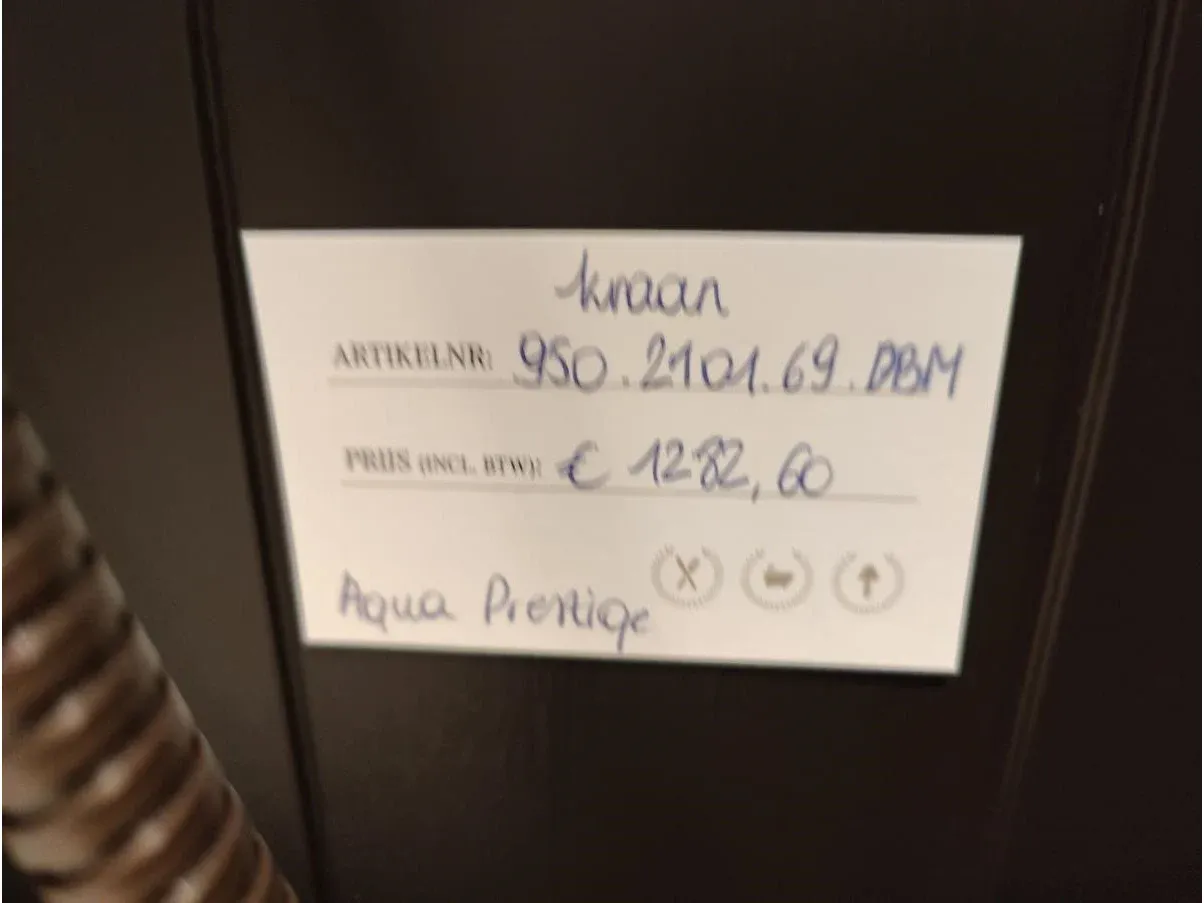 kraan
ARTIKELNR: 950.2101.69.DBM
PRIJS (INCL. BTW): € 1282,60
Aqua Prestige